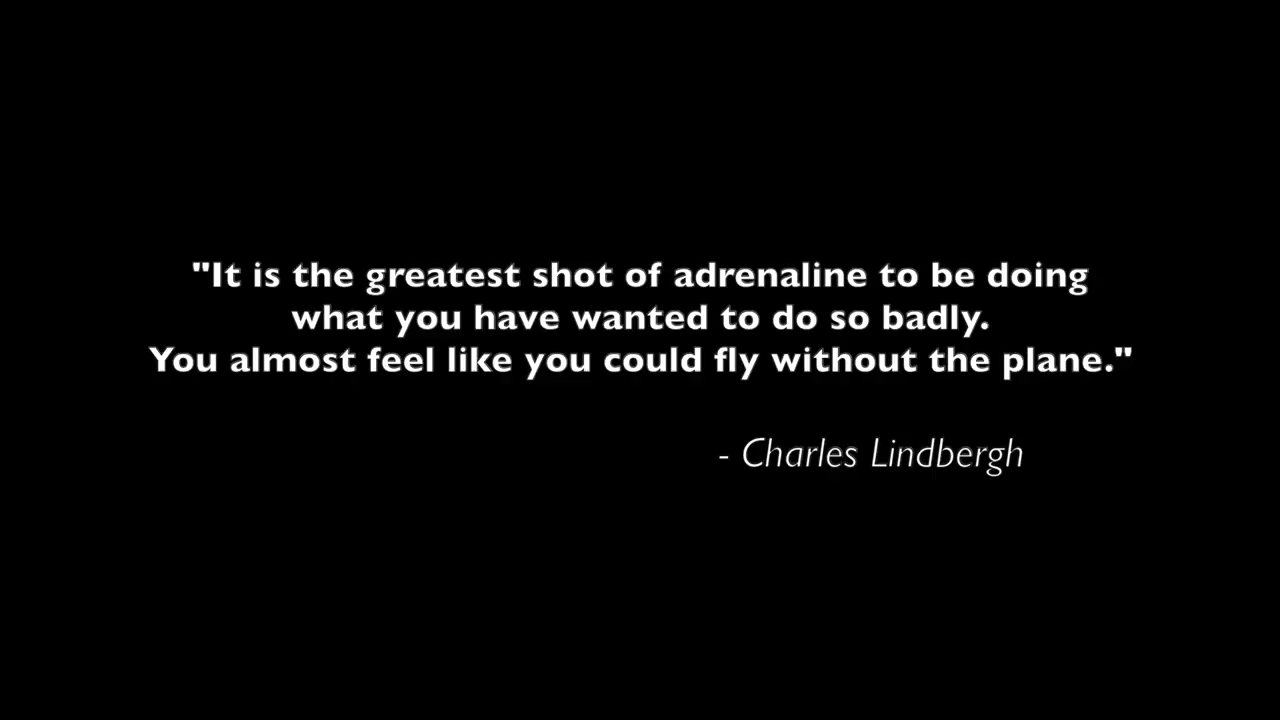 "It is the greatest shot of adrenaline to be doing
what you have wanted to do so badly.
You almost feel like you could fly without the plane."
- Charles Lindbergh